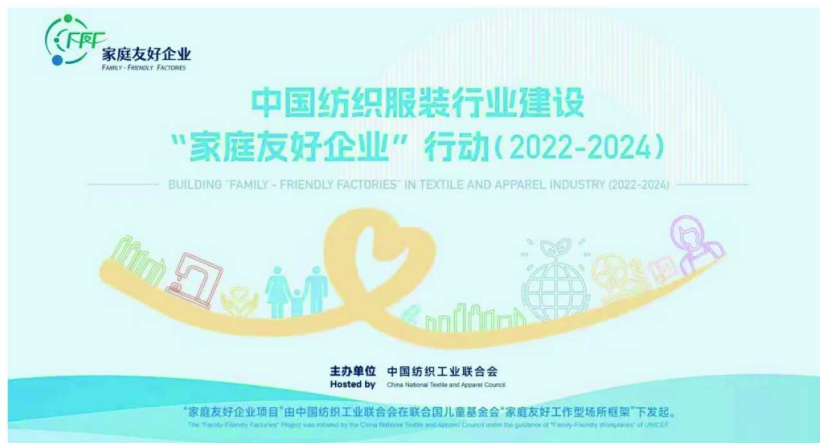 FFF
家庭友好企业
FAMILY - FRIENDLY FACTORIES
中国纺织服装行业建设
“家庭友好企业”行动(2022-2024)
BUILDING "FAMILY - FRIENDLY FACTORIES" IN TEXTILE AND APPAREL INDUSTRY (2022-2024)
主办单位 中国纺织工业联合会
Hosted by China National Textile and Apparel Council
“家庭友好企业项目”由中国纺织工业联合会在联合国儿童基金会“家庭友好工作型场所框架”下发起。
The "Family-Friendly Factories" Project was initiated by the China National Textile and Apparel Council under the guidance of "Family-Friendly Workplaces" of UNICEF.